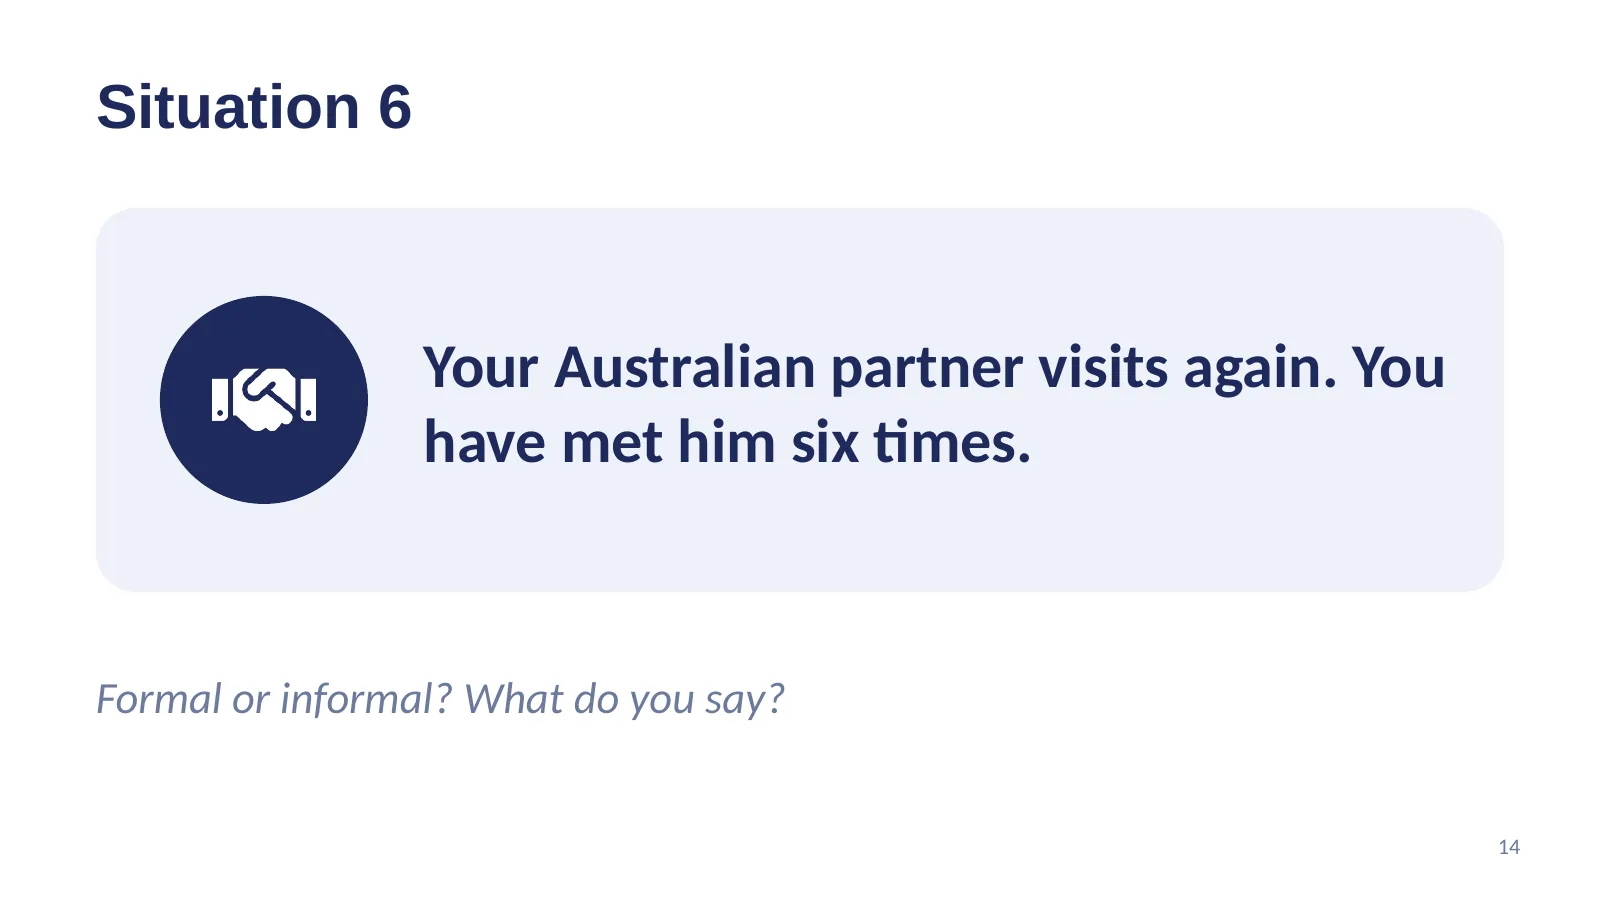 Situation 6
Your Australian partner visits again. You
have met him six times.
Formal or informal? What do you say?
14